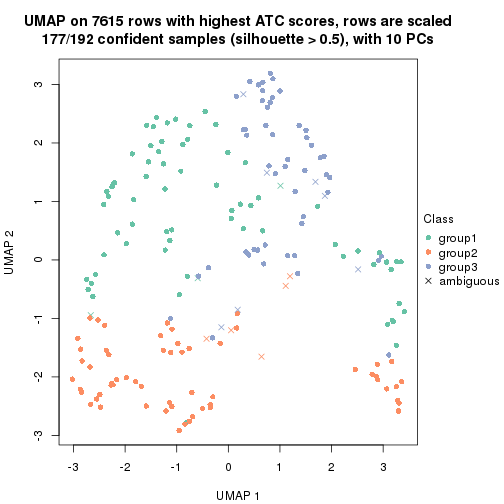 UMAP on 7615 rows with highest ATC scores, rows are scaled
177/192 confident samples (silhouette > 0.5), with 10 PCs
3
2
1
0
-1
-2
-3
UMAP 2
-3
-2
-1
0
1
2
3
UMAP 1
Class
group1
group2
group3
ambiguous